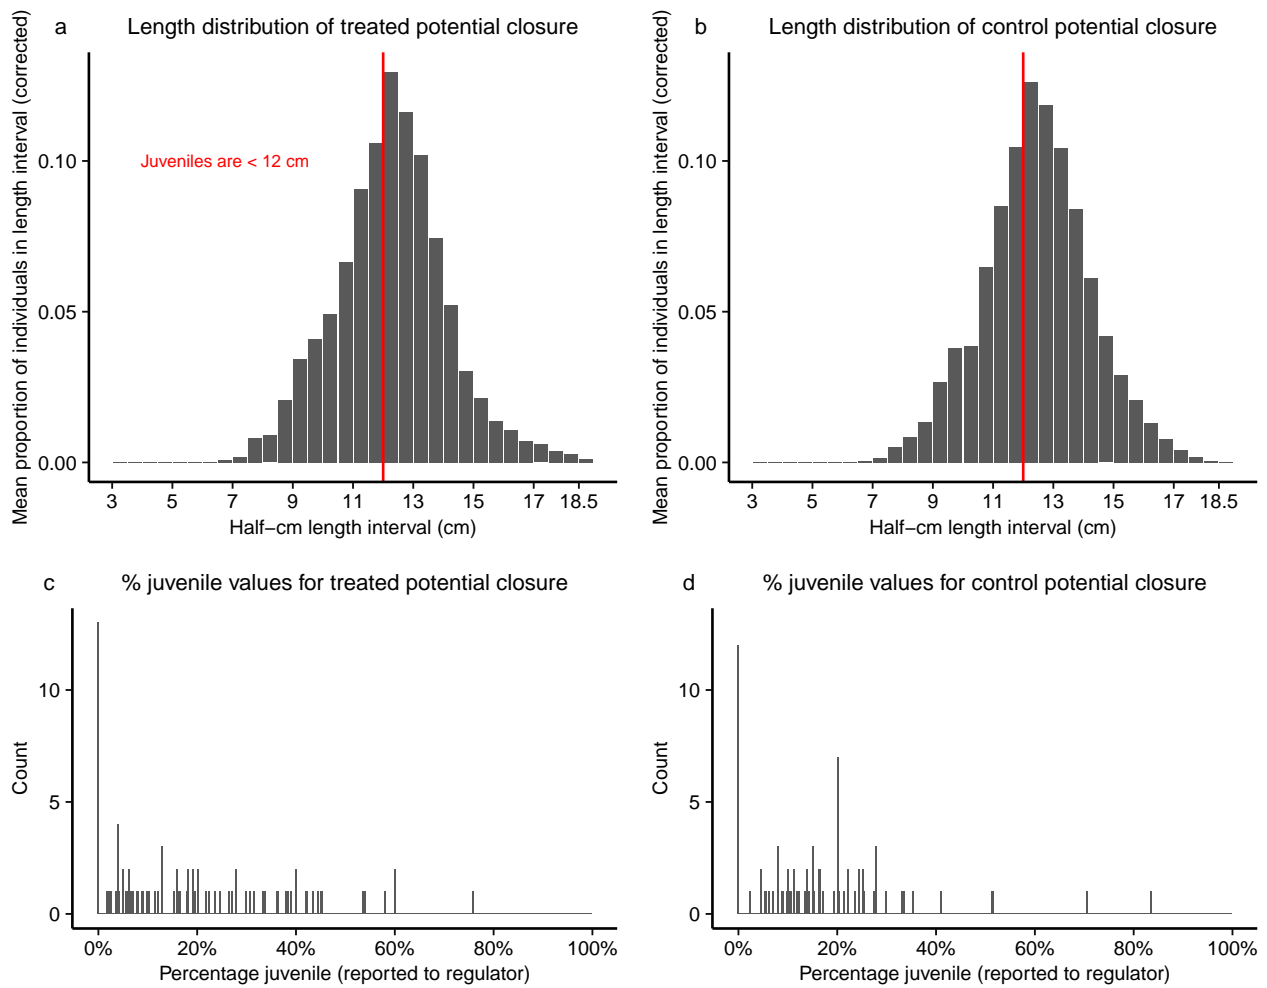 a
Length distribution of treated potential closure
Mean proportion of individuals in length interval (corrected)
0.10
0.05
0.00
Juveniles are < 12 cm
3 5 7 9 11 13 15 17 18.5
Half−cm length interval (cm)
b
Length distribution of control potential closure
Mean proportion of individuals in length interval (corrected)
0.10
0.05
0.00
3 5 7 9 11 13 15 17 18.5
Half−cm length interval (cm)
c
% juvenile values for treated potential closure
Count
10
5
0
0% 20% 40% 60% 80% 100%
Percentage juvenile (reported to regulator)
d
% juvenile values for control potential closure
Count
10
5
0
0% 20% 40% 60% 80% 100%
Percentage juvenile (reported to regulator)